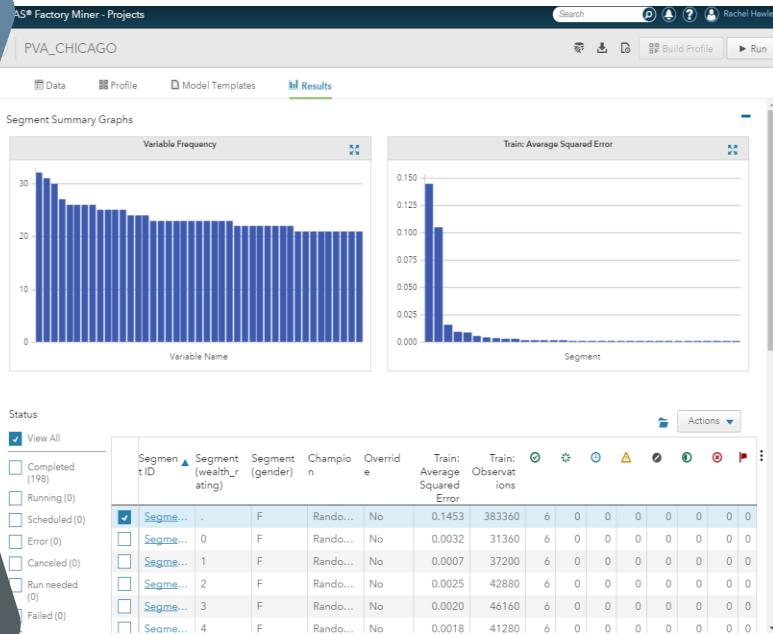 AS® Factory Miner - Projects
Search
Rachel Hawle
PVA_CHICAGO
Build Profile
Run
Data
Profile
Model Templates
Results
Segment Summary Graphs
Variable Frequency
30
20
10
0
Variable Name
Train: Average Squared Error
0.150
0.125
0.100
0.075
0.050
0.025
0.000
Segment
Status
Actions
View All
Completed
(198)
Running (0)
Scheduled (0)
Error (0)
Canceled (0)
Run needed
(0)
Failed (0)
Segmen
t ID
Segment
(wealth_r
ating)
Segment
(gender)
Champio
n
Overrid
e
Train:
Average
Squared
Error
Train:
Observat
ions
Segme... . F Rando... No 0.1453 383360 6 0 0 0 0 0 0 0
Segme... 0 F Rando... No 0.0032 31360 6 0 0 0 0 0 0 0
Segme... 1 F Rando... No 0.0007 37200 6 0 0 0 0 0 0 0
Segme... 2 F Rando... No 0.0025 42880 6 0 0 0 0 0 0 0
Segme... 3 F Rando... No 0.0020 46160 6 0 0 0 0 0 0 0
Segme... 4 F Rando... No 0.0018 41280 6 0 0 0 0 0 0 0